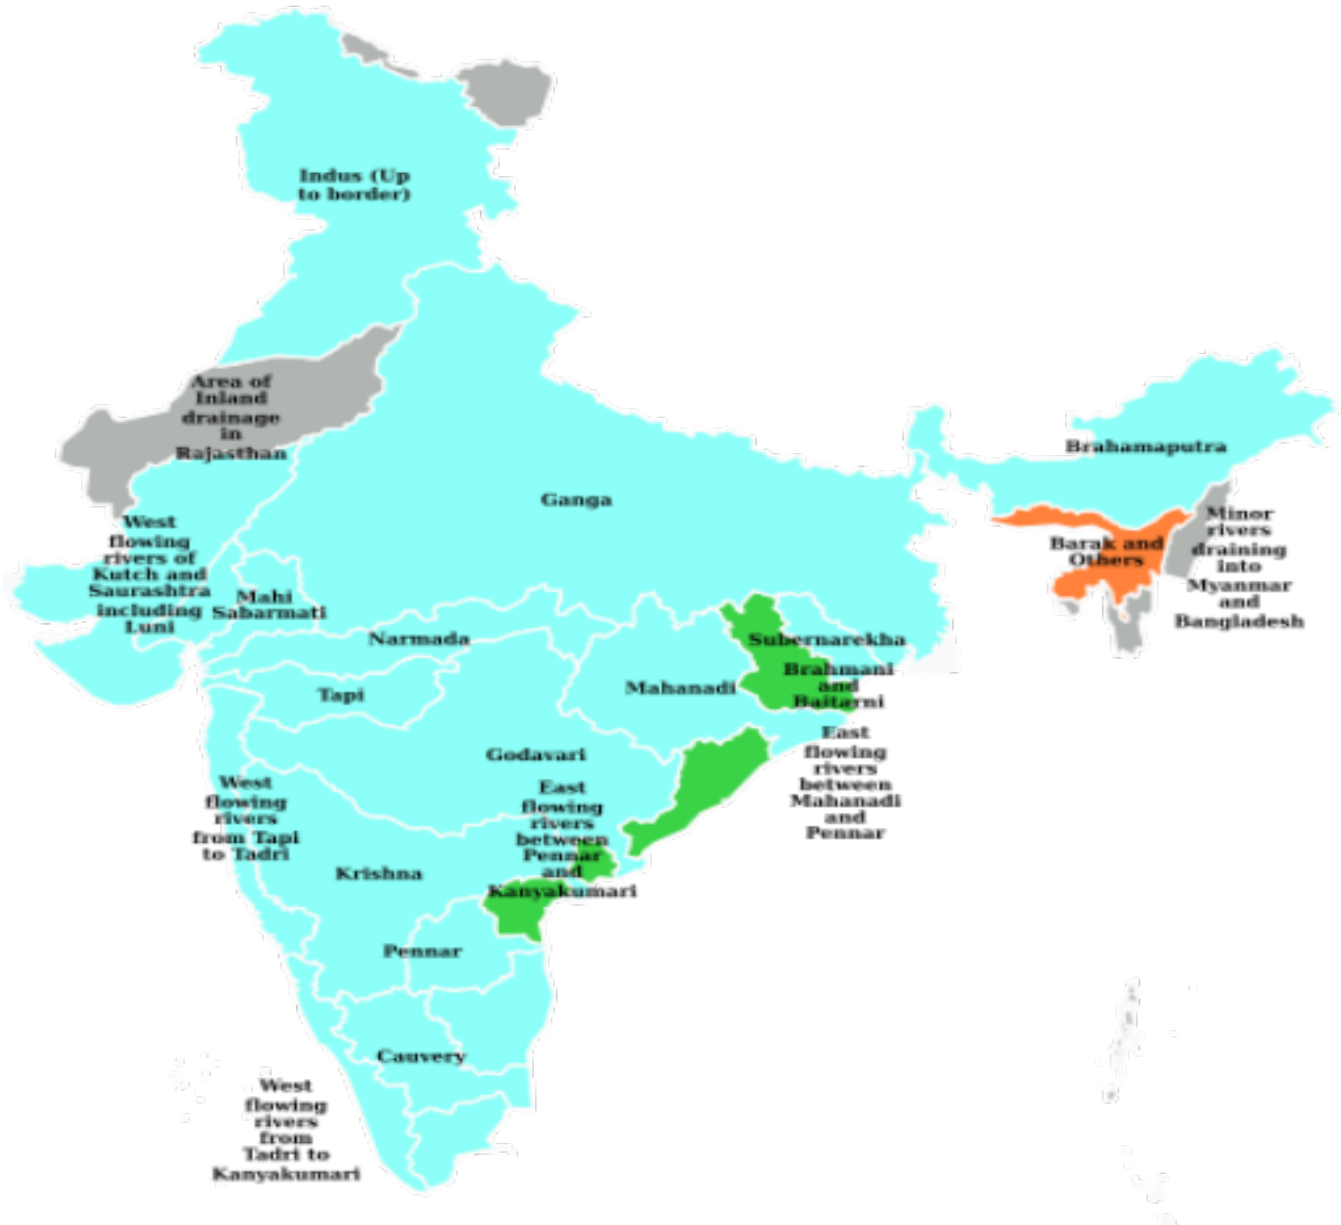 Indus (Up
to border)
Area of
Inland
drainage
in
Rajasthan
Brahamaputra
Ganga
West
flowing
rivers of
Kutch and
Saurashtra
including
Luni
Minor
rivers
draining
into
Myanmar
and
Bangladesh
Barak and
Others
Mahi
Sabarmati
Narmada
Subernarekha
Brahmani
and
Baitarni
Tapi
Mahanadi
East
flowing
rivers
between
Mahanadi
and
Pennar
Godavari
West
flowing
rivers
from Tapi
to Tadri
East
flowing
rivers
between
Pennar
and
Kanyakumari
Krishna
Pennar
Cauvery
West
flowing
rivers
from
Tadri to
Kanyakumari